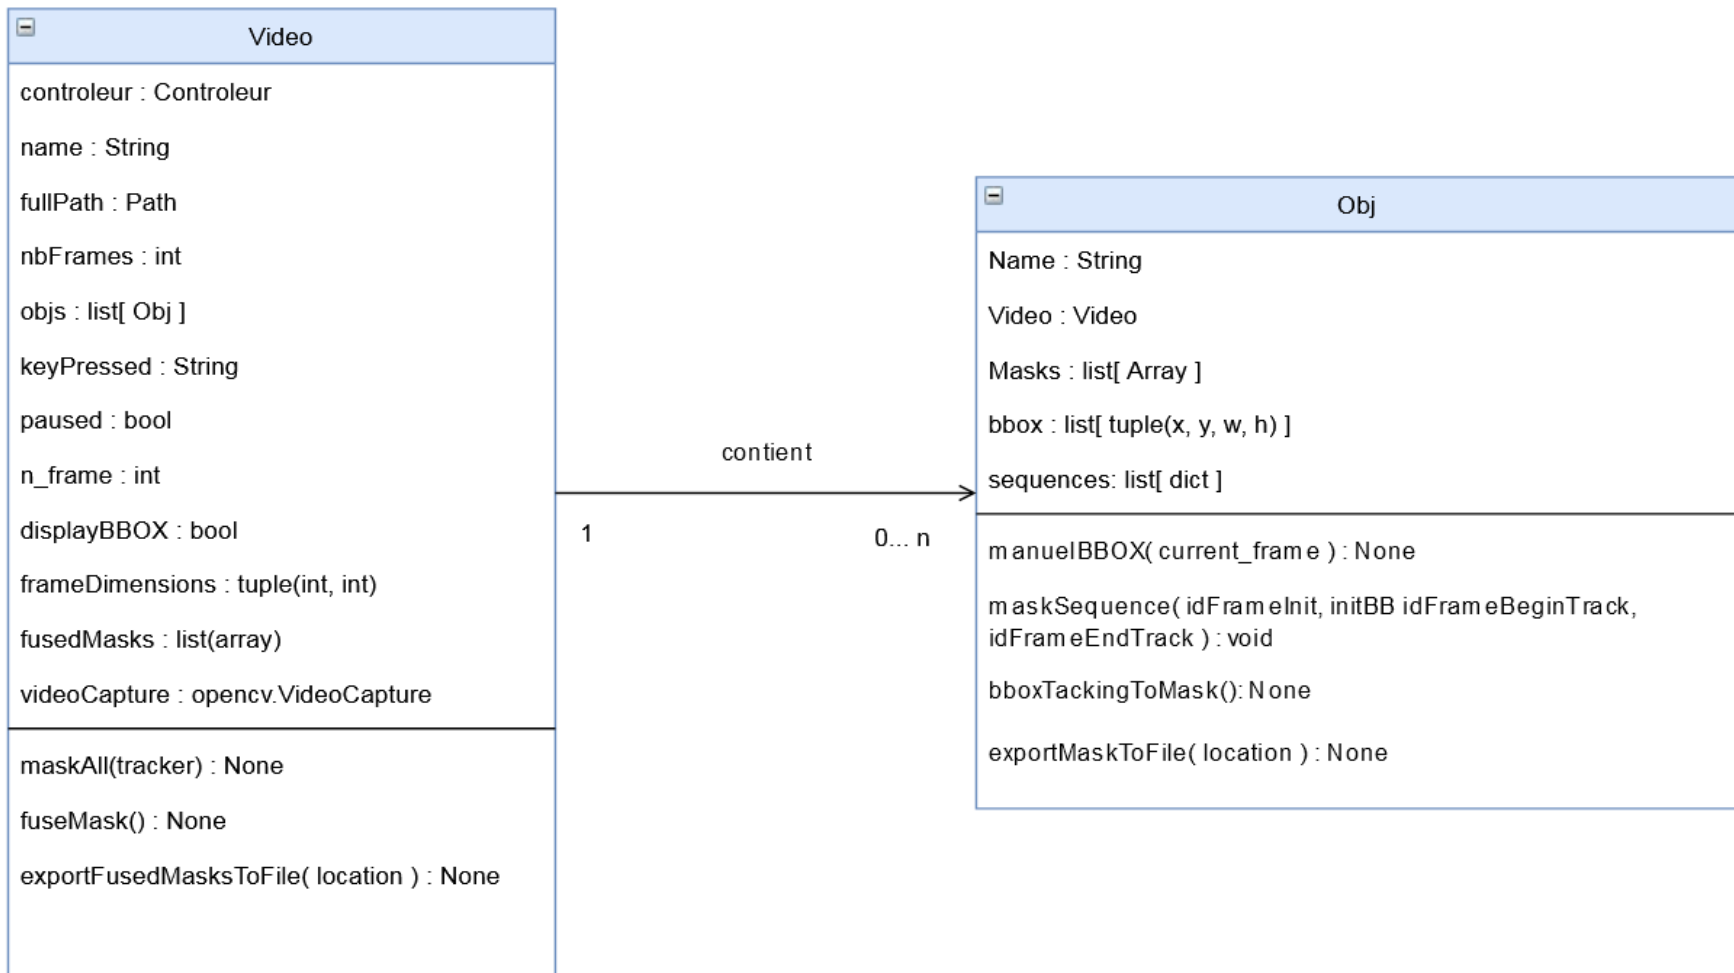 Video
controleur : Controleur
name : String
fullPath : Path
nbFrames : int
objs : list[ Obj ]
keyPressed : String
paused : bool
n_frame : int
displayBBOX : bool
frameDimensions : tuple(int, int)
fusedMasks : list(array)
videoCapture : opencv.VideoCapture
maskAll(tracker) : None
fuseMask() : None
exportFusedMasksToFile( location ) : None
contient
1
0... n
Obj
Name : String
Video : Video
Masks : list[ Array ]
bbox : list[ tuple(x, y, w, h) ]
sequences: list[ dict ]
manuelBBOX( current_frame ) : None
maskSequence( idFrameInit, initBB idFrameBeginTrack,
idFrameEndTrack ) : void
bboxTackingToMask(): None
exportMaskToFile( location ) : None